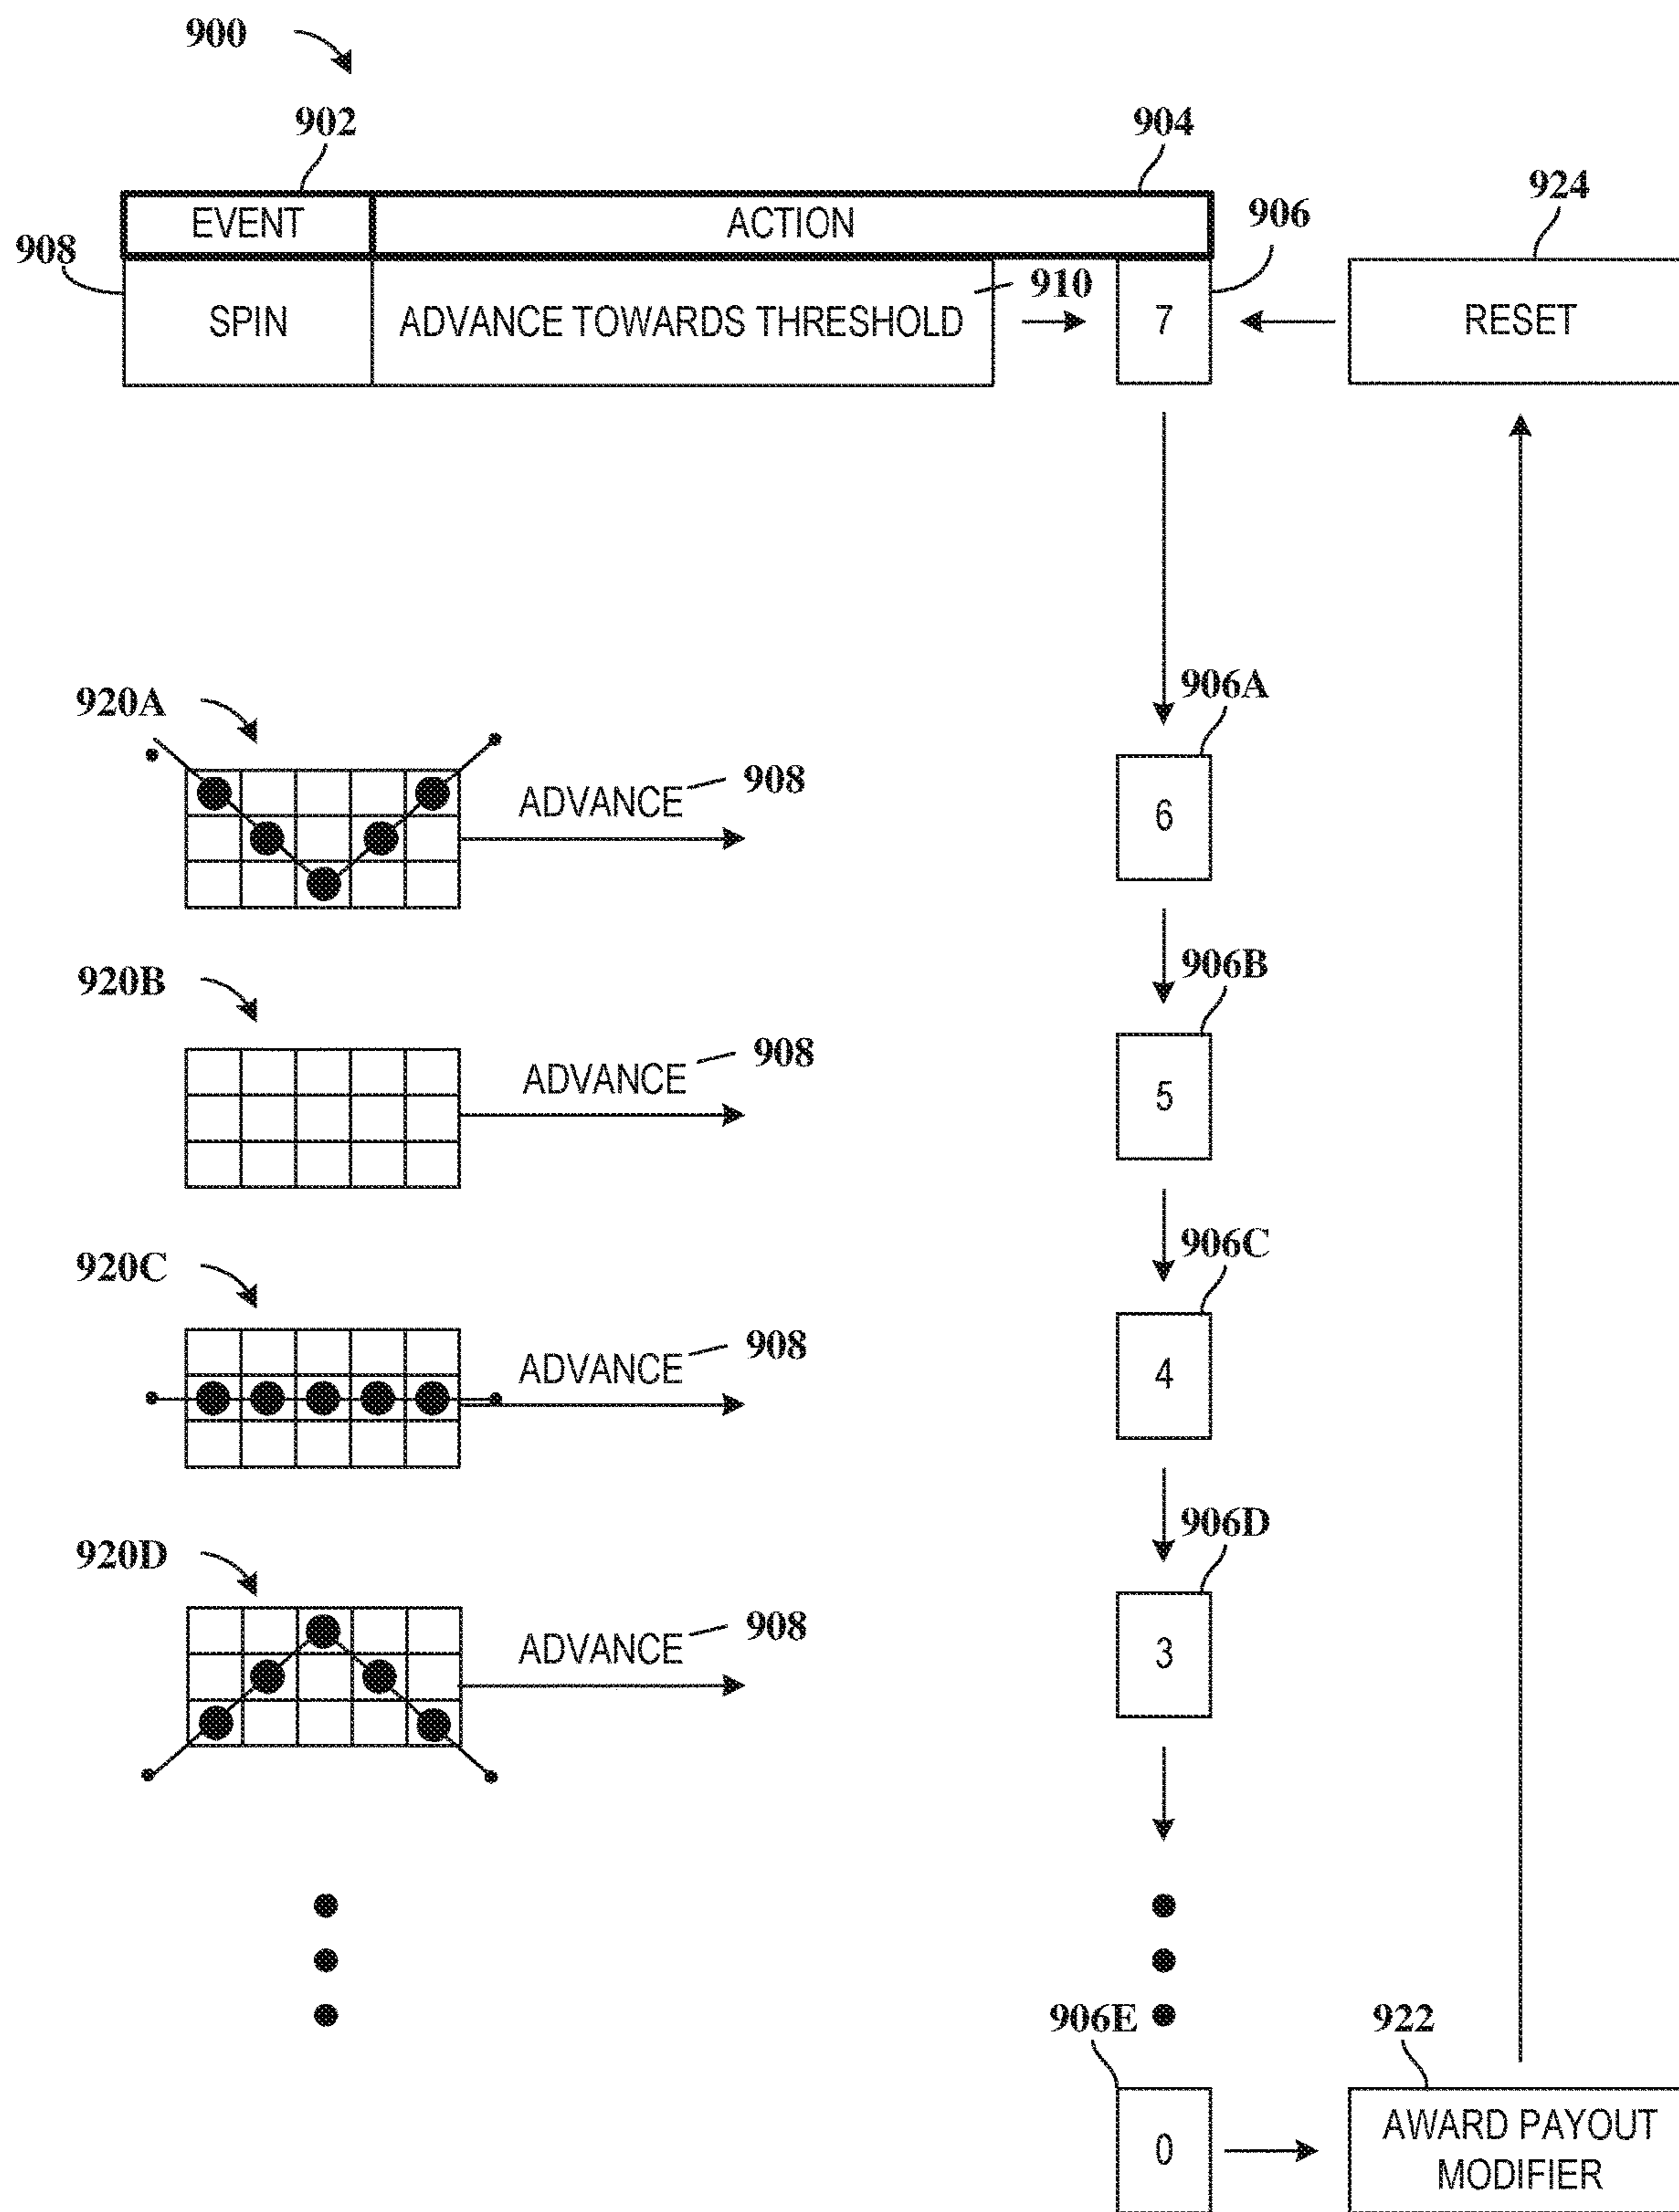 900
902
904
924
EVENT
ACTION
906
908
SPIN
ADVANCE TOWARDS THRESHOLD
910
7
RESET
920A
906A
ADVANCE
908
6
920B
906B
ADVANCE
908
5
920C
906C
ADVANCE
908
4
920D
906D
ADVANCE
908
3
906E
922
0
AWARD PAYOUT
MODIFIER